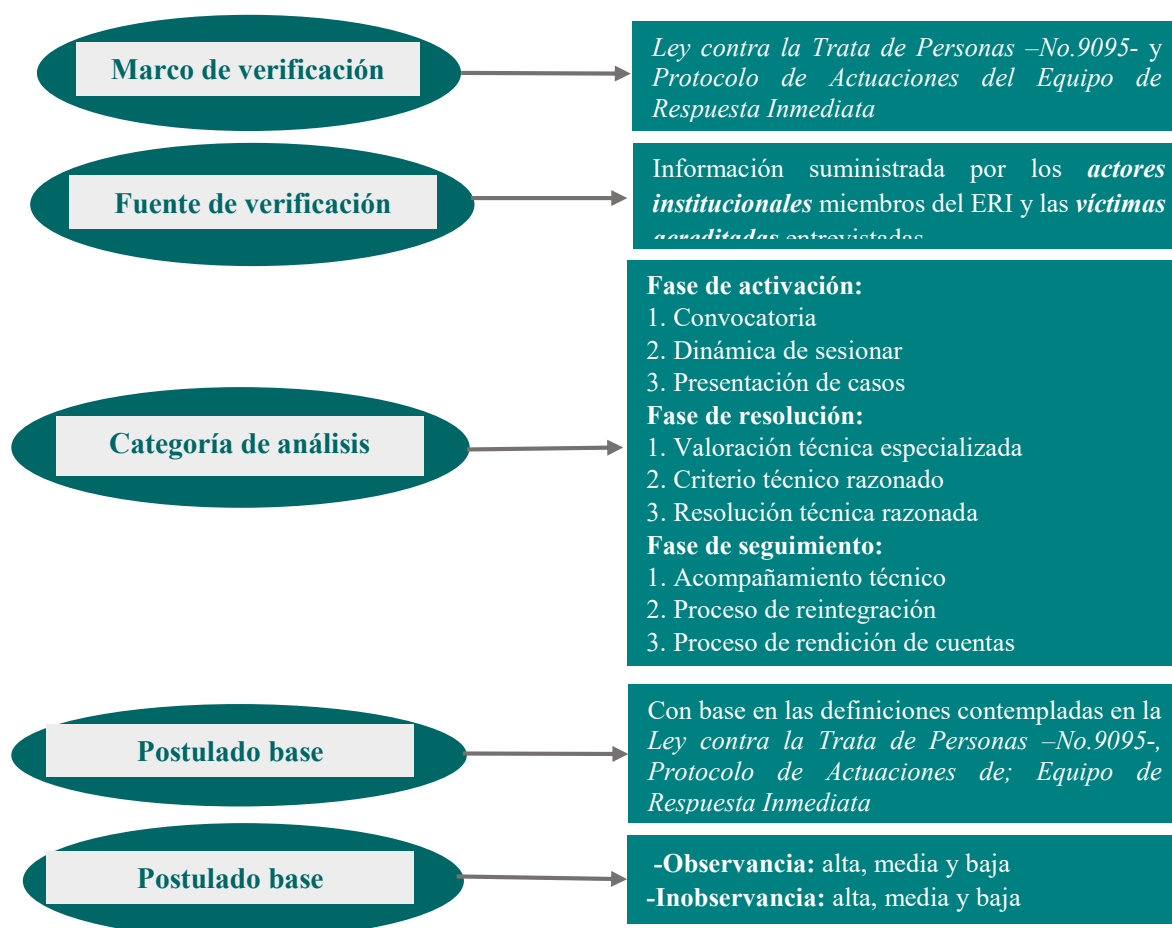 Marco de verificación
Ley contra la Trata de Personas –No.9095- y
Protocolo de Actuaciones del Equipo de
Respuesta Inmediata
Fuente de verificación
Información suministrada por los actores
institucionales miembros del ERI y las víctimas
acreditadas entrevistadas
Categoría de análisis
Fase de activación:
1. Convocatoria
2. Dinámica de sesionar
3. Presentación de casos
Fase de resolución:
1. Valoración técnica especializada
2. Criterio técnico razonado
3. Resolución técnica razonada
Fase de seguimiento:
1. Acompañamiento técnico
2. Proceso de reintegración
3. Proceso de rendición de cuentas
Postulado base
Con base en las definiciones contempladas en la
Ley contra la Trata de Personas –No.9095-,
Protocolo de Actuaciones de; Equipo de
Respuesta Inmediata
Postulado base
-Observancia: alta, media y baja
-Inobservancia: alta, media y baja